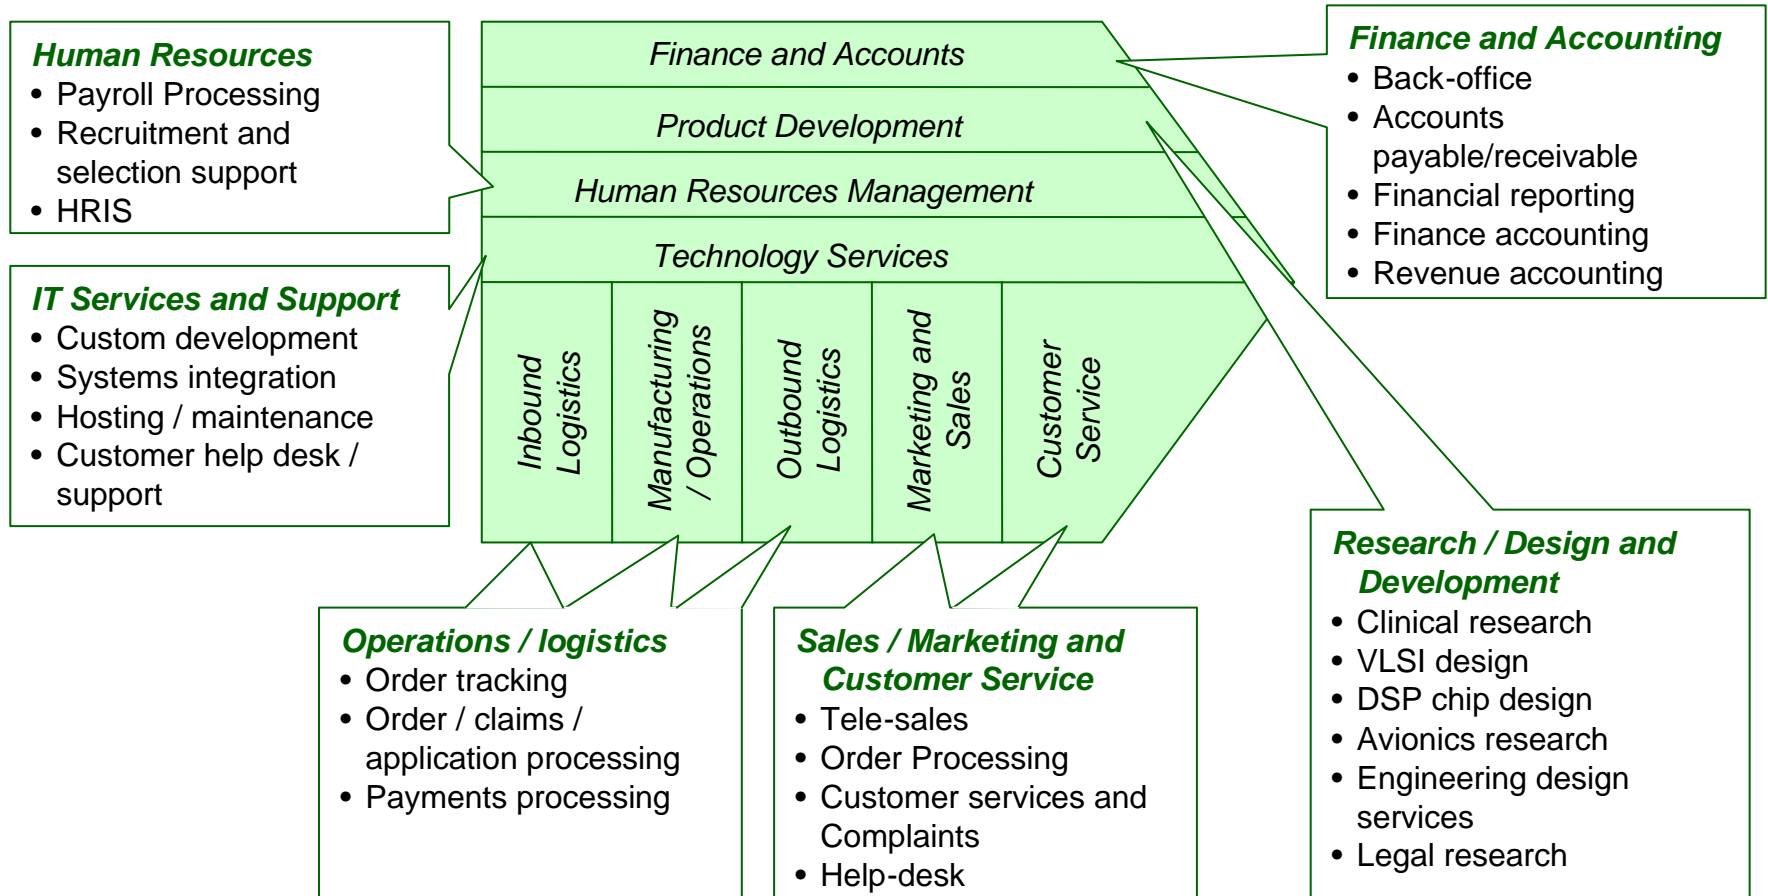 Human Resources
• Payroll Processing
• Recruitment and
selection support
• HRIS
IT Services and Support
• Custom development
• Systems integration
• Hosting / maintenance
• Customer help desk /
support
Finance and Accounts
Product Development
Human Resources Management
Technology Services
Inbound
Logistics
Manufacturing
/ Operations
Outbound
Logistics
Marketing and
Sales
Customer
Service
Finance and Accounting
• Back-office
• Accounts
payable/receivable
• Financial reporting
• Finance accounting
• Revenue accounting
Operations / logistics
• Order tracking
• Order / claims /
application processing
• Payments processing
Sales / Marketing and
Customer Service
• Tele-sales
• Order Processing
• Customer services and
Complaints
• Help-desk
Research / Design and
Development
• Clinical research
• VLSI design
• DSP chip design
• Avionics research
• Engineering design
services
• Legal research